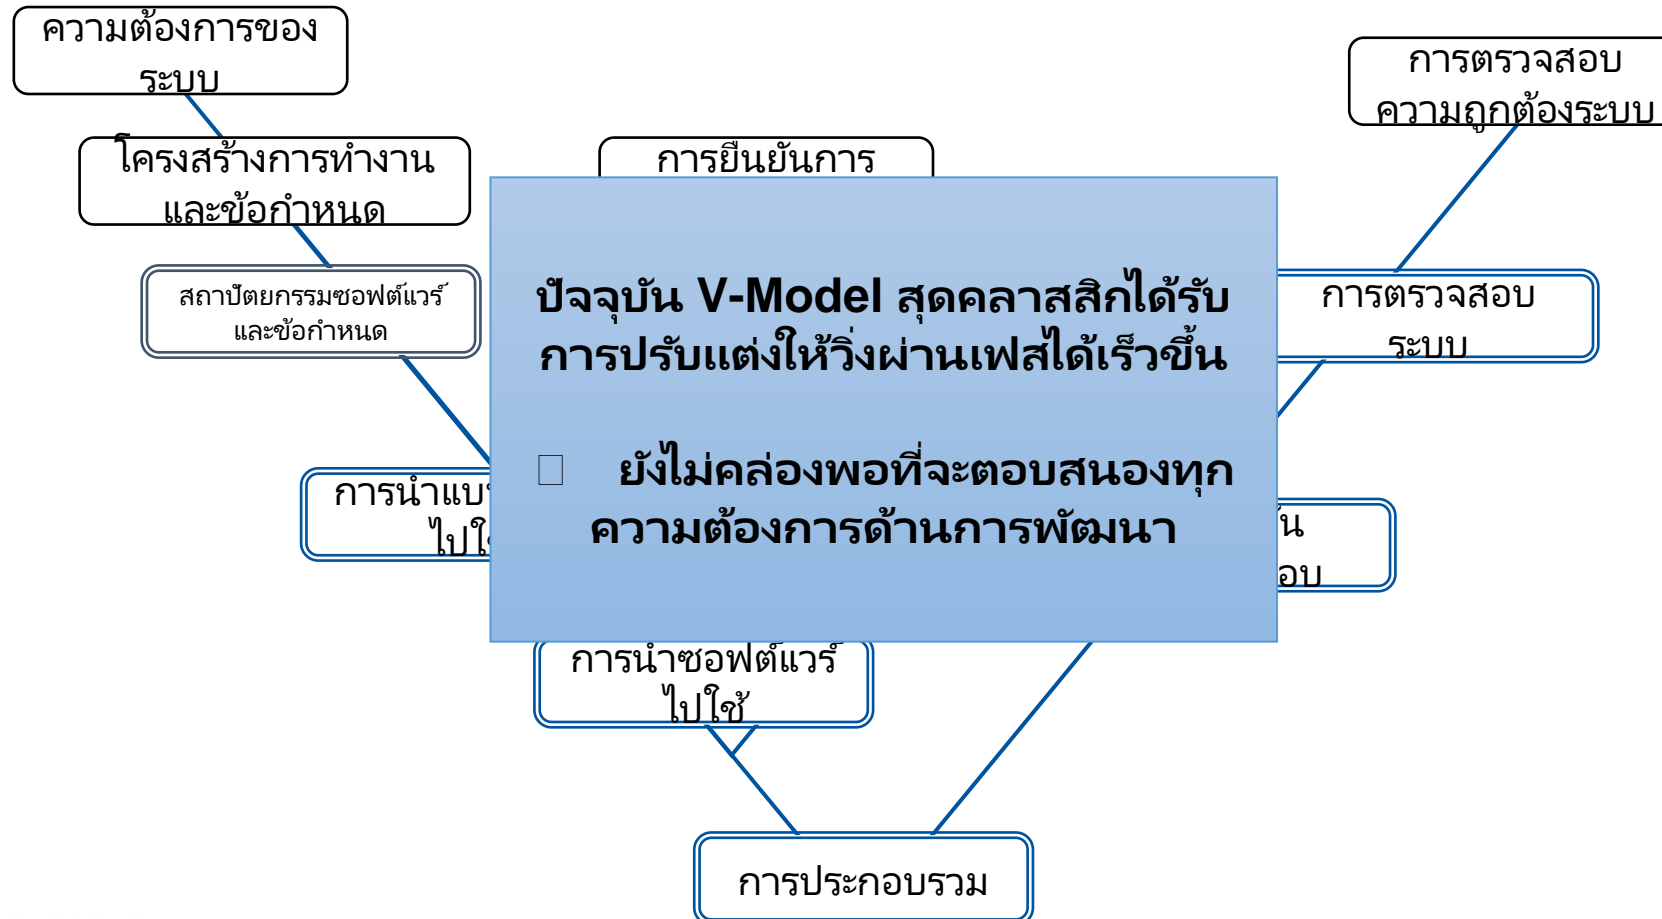 ความต้องการของ
ระบบ
การตรวจสอบ
ความถูกต้องระบบ
โครงสร้างการทำงาน
และข้อกำหนด
การยืนยันการ
สถาปัตยกรรมซอฟต์แวร์
และข้อกำหนด
การตรวจสอบ
ระบบ
ปัจจุบัน V-Model สุดคลาสสิกได้รับ
การปรับแต่งให้วิ่งผ่านเฟสได้เร็วขึ้น
ยังไม่คล่องพอที่จะตอบสนองทุก
ความต้องการด้านการพัฒนา
การนำแบบ
ไปใช้
การนำซอฟต์แวร์
ไปใช้
การประกอบรวม